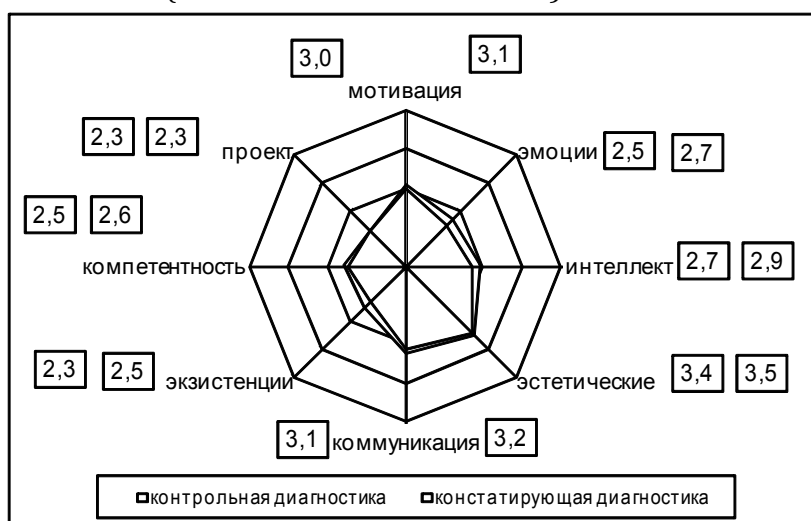 3,0 3,1
мотивация
2,3 2,3 проект эмоции 2,5 2,7
2,5 2,6
компетентность интеллект 2,7 2,9
2,3 2,5 экзистенции эстетические 3,4 3,5
3,1 коммуникация 3,2
контрольная диагностика констатирующая диагностика